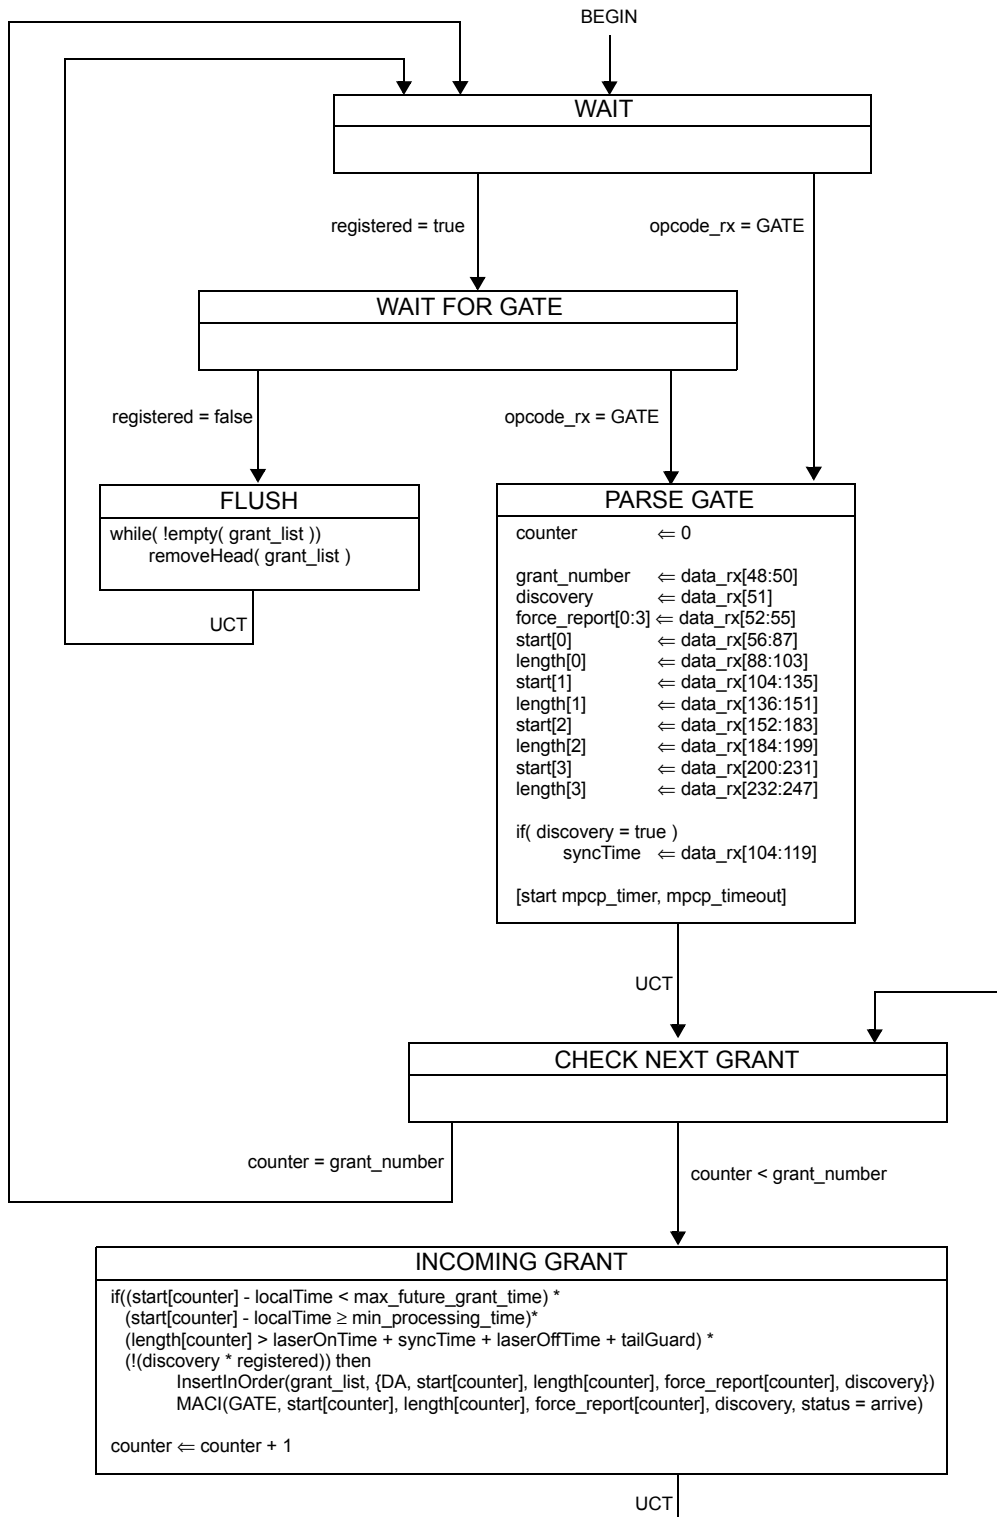 BEGIN
WAIT
registered = true
opcode_rx = GATE
WAIT FOR GATE
registered = false
opcode_rx = GATE
FLUSH
while( !empty( grant_list ))
removeHead( grant_list )
UCT
PARSE GATE
counter ⇐ 0
grant_number ⇐ data_rx[48:50]
discovery ⇐ data_rx[51]
force_report[0:3] ⇐ data_rx[52:55]
start[0] ⇐ data_rx[56:87]
length[0] ⇐ data_rx[88:103]
start[1] ⇐ data_rx[104:135]
length[1] ⇐ data_rx[136:151]
start[2] ⇐ data_rx[152:183]
length[2] ⇐ data_rx[184:199]
start[3] ⇐ data_rx[200:231]
length[3] ⇐ data_rx[232:247]
if( discovery = true )
syncTime ⇐ data_rx[104:119]
[start mpcp_timer, mpcp_timeout]
UCT
CHECK NEXT GRANT
counter = grant_number
counter < grant_number
INCOMING GRANT
if((start[counter] - localTime < max_future_grant_time) *
(start[counter] - localTime ≥ min_processing_time)*
(length[counter] > laserOnTime + syncTime + laserOffTime + tailGuard) *
(!(discovery * registered)) then
InsertInOrder(grant_list, {DA, start[counter], length[counter], force_report[counter], discovery})
MACI(GATE, start[counter], length[counter], force_report[counter], discovery, status = arrive)
counter ⇐ counter + 1
UCT